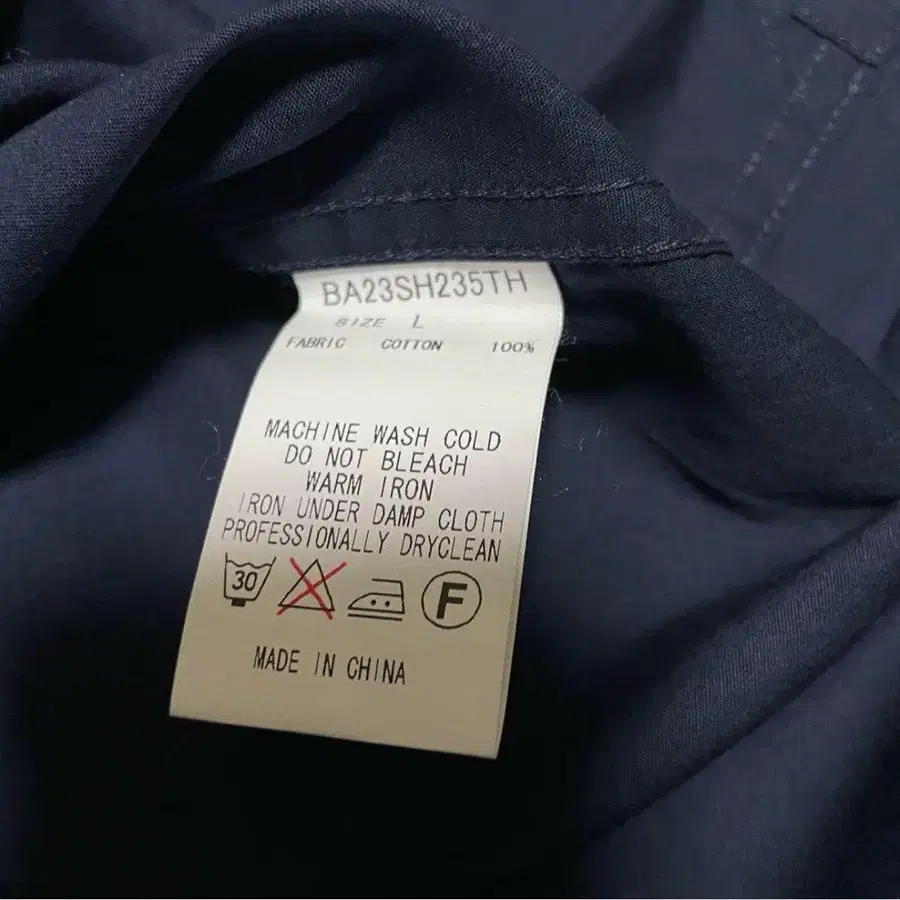 BA23SH235TH
SIZE L
FABRIC COTTON 100%
MACHINE WASH COLD
DO NOT BLEACH
WARM IRON
IRON UNDER DAMP CLOTH
PROFESSIONALLY DRYCLEAN
30 F
MADE IN CHINA